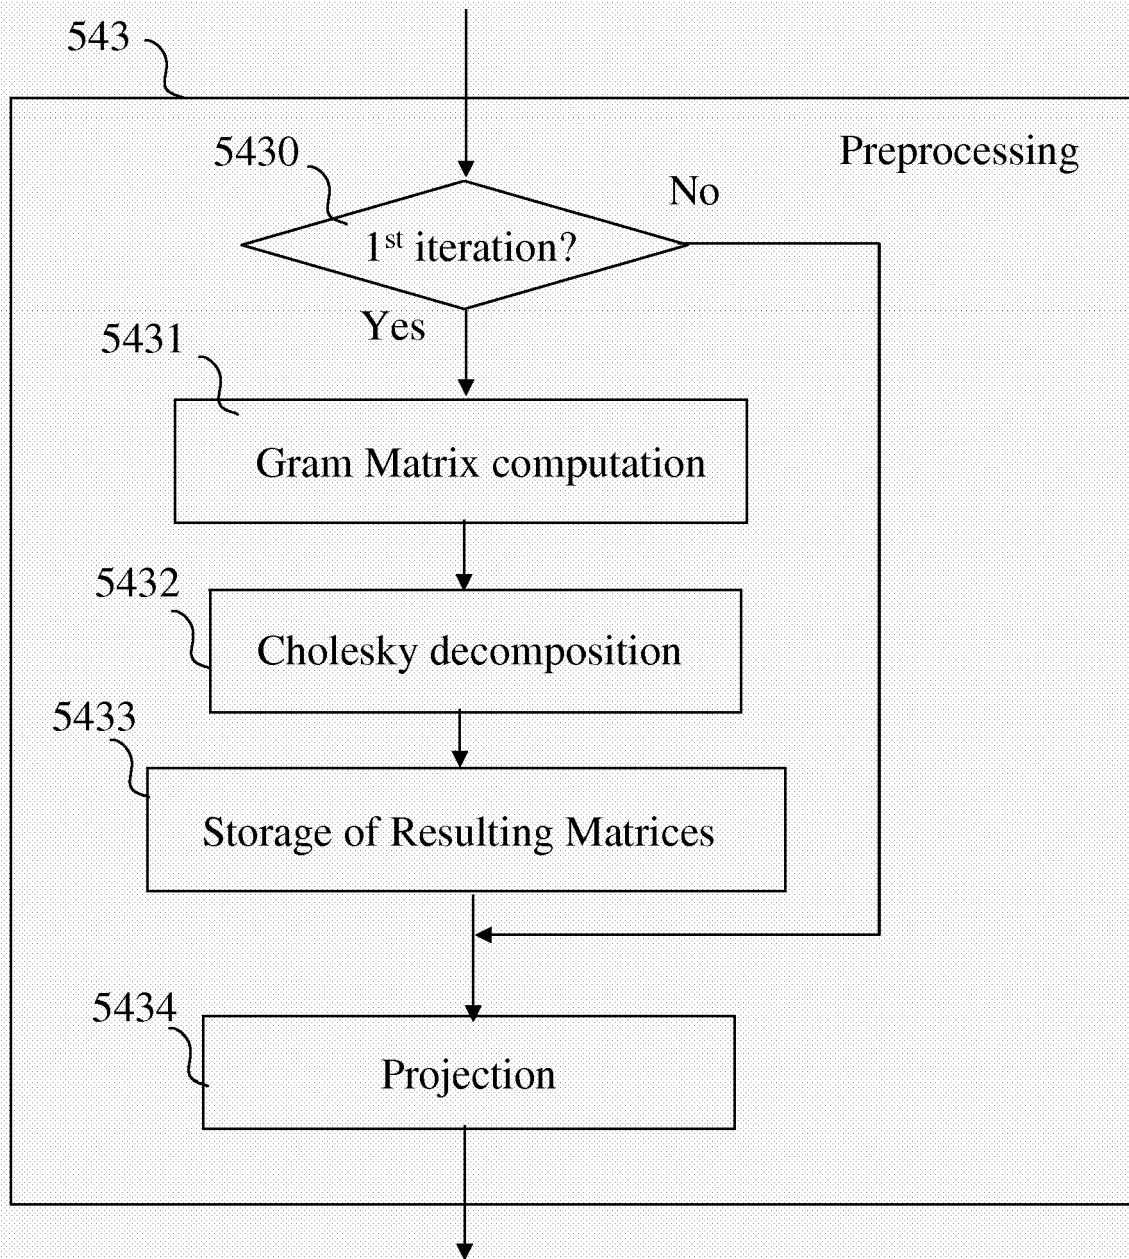 543
Preprocessing
5430
No
1st iteration?
Yes
5431
Gram Matrix computation
5432
Cholesky decomposition
5433
Storage of Resulting Matrices
5434
Projection